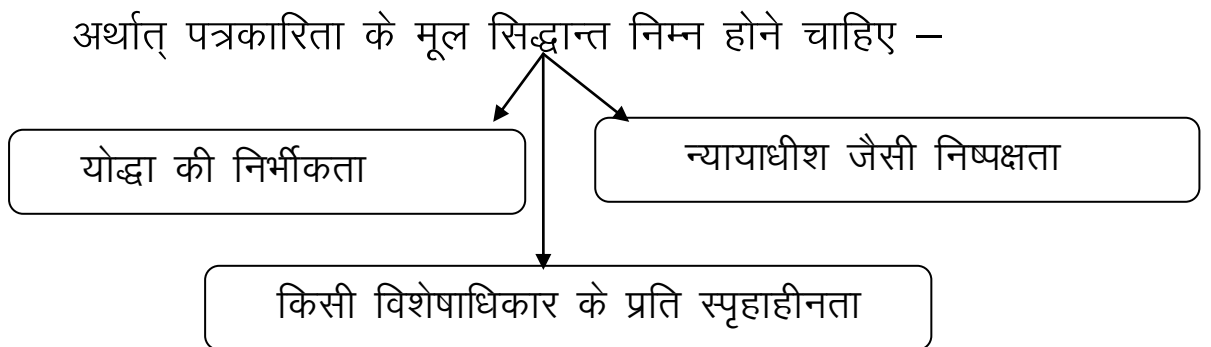 अर्थात् पत्रकारिता के मूल सिद्धान्त निम्न होने चाहिए –
योद्धा की निर्भीकता
न्यायाधीश जैसी निष्पक्षता
किसी विशेषाधिकार के प्रति स्पृहाहीनता